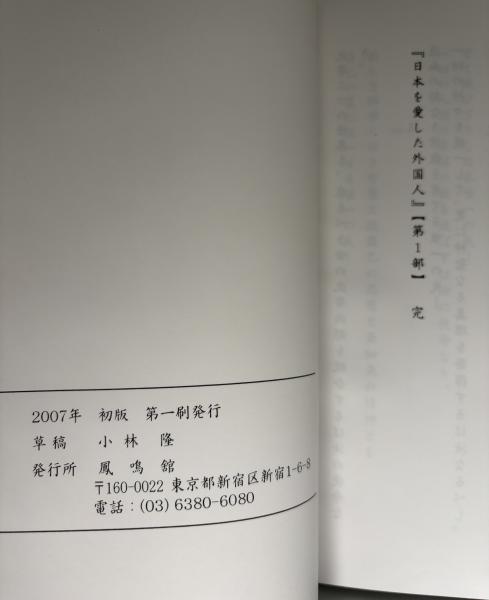 『日本を愛した外国人』【第1部】 完
2007年 初版 第一刷発行
草稿 小林 隆
発行所 鳳鳴舘
〒160-0022 東京都新宿区新宿1-6-8
電話：(03) 6380-6080